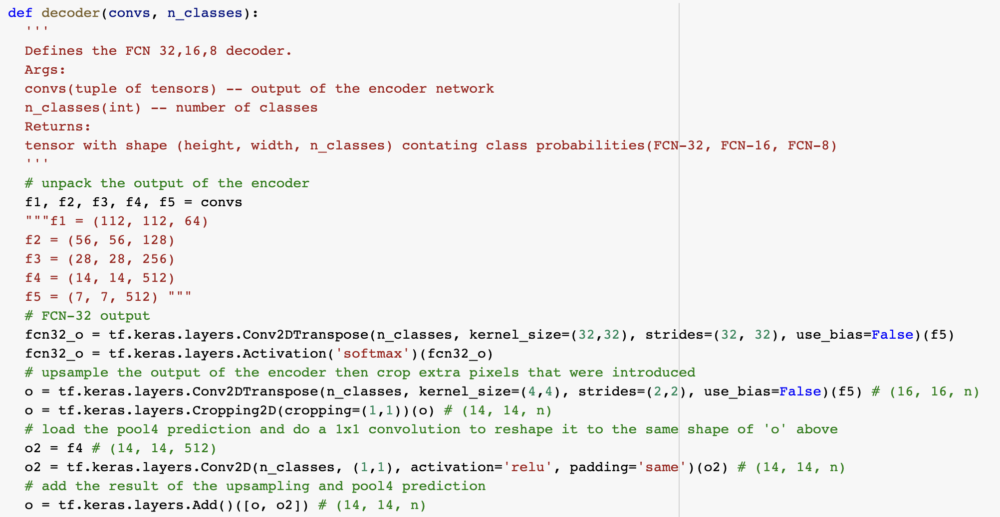 def decoder(convs, n_classes):
  '''
  Defines the FCN 32,16,8 decoder.
  Args:
  convs(tuple of tensors) -- output of the encoder network
  n_classes(int) -- number of classes
  Returns:
  tensor with shape (height, width, n_classes) contating class probabilities(FCN-32, FCN-16, FCN-8)
  '''
  # unpack the output of the encoder
  f1, f2, f3, f4, f5 = convs
  """f1 = (112, 112, 64)
  f2 = (56, 56, 128)
  f3 = (28, 28, 256)
  f4 = (14, 14, 512)
  f5 = (7, 7, 512) """
  # FCN-32 output
  fcn32_o = tf.keras.layers.Conv2DTranspose(n_classes, kernel_size=(32,32), strides=(32, 32), use_bias=False)(f5)
  fcn32_o = tf.keras.layers.Activation('softmax')(fcn32_o)
  # upsample the output of the encoder then crop extra pixels that were introduced
  o = tf.keras.layers.Conv2DTranspose(n_classes, kernel_size=(4,4), strides=(2,2), use_bias=False)(f5) # (16, 16, n)
  o = tf.keras.layers.Cropping2D(cropping=(1,1))(o) # (14, 14, n)
  # load the pool4 prediction and do a 1x1 convolution to reshape it to the same shape of 'o' above
  o2 = f4 # (14, 14, 512)
  o2 = tf.keras.layers.Conv2D(n_classes, (1,1), activation='relu', padding='same')(o2) # (14, 14, n)
  # add the result of the upsampling and pool4 prediction
  o = tf.keras.layers.Add()([o, o2]) # (14, 14, n)